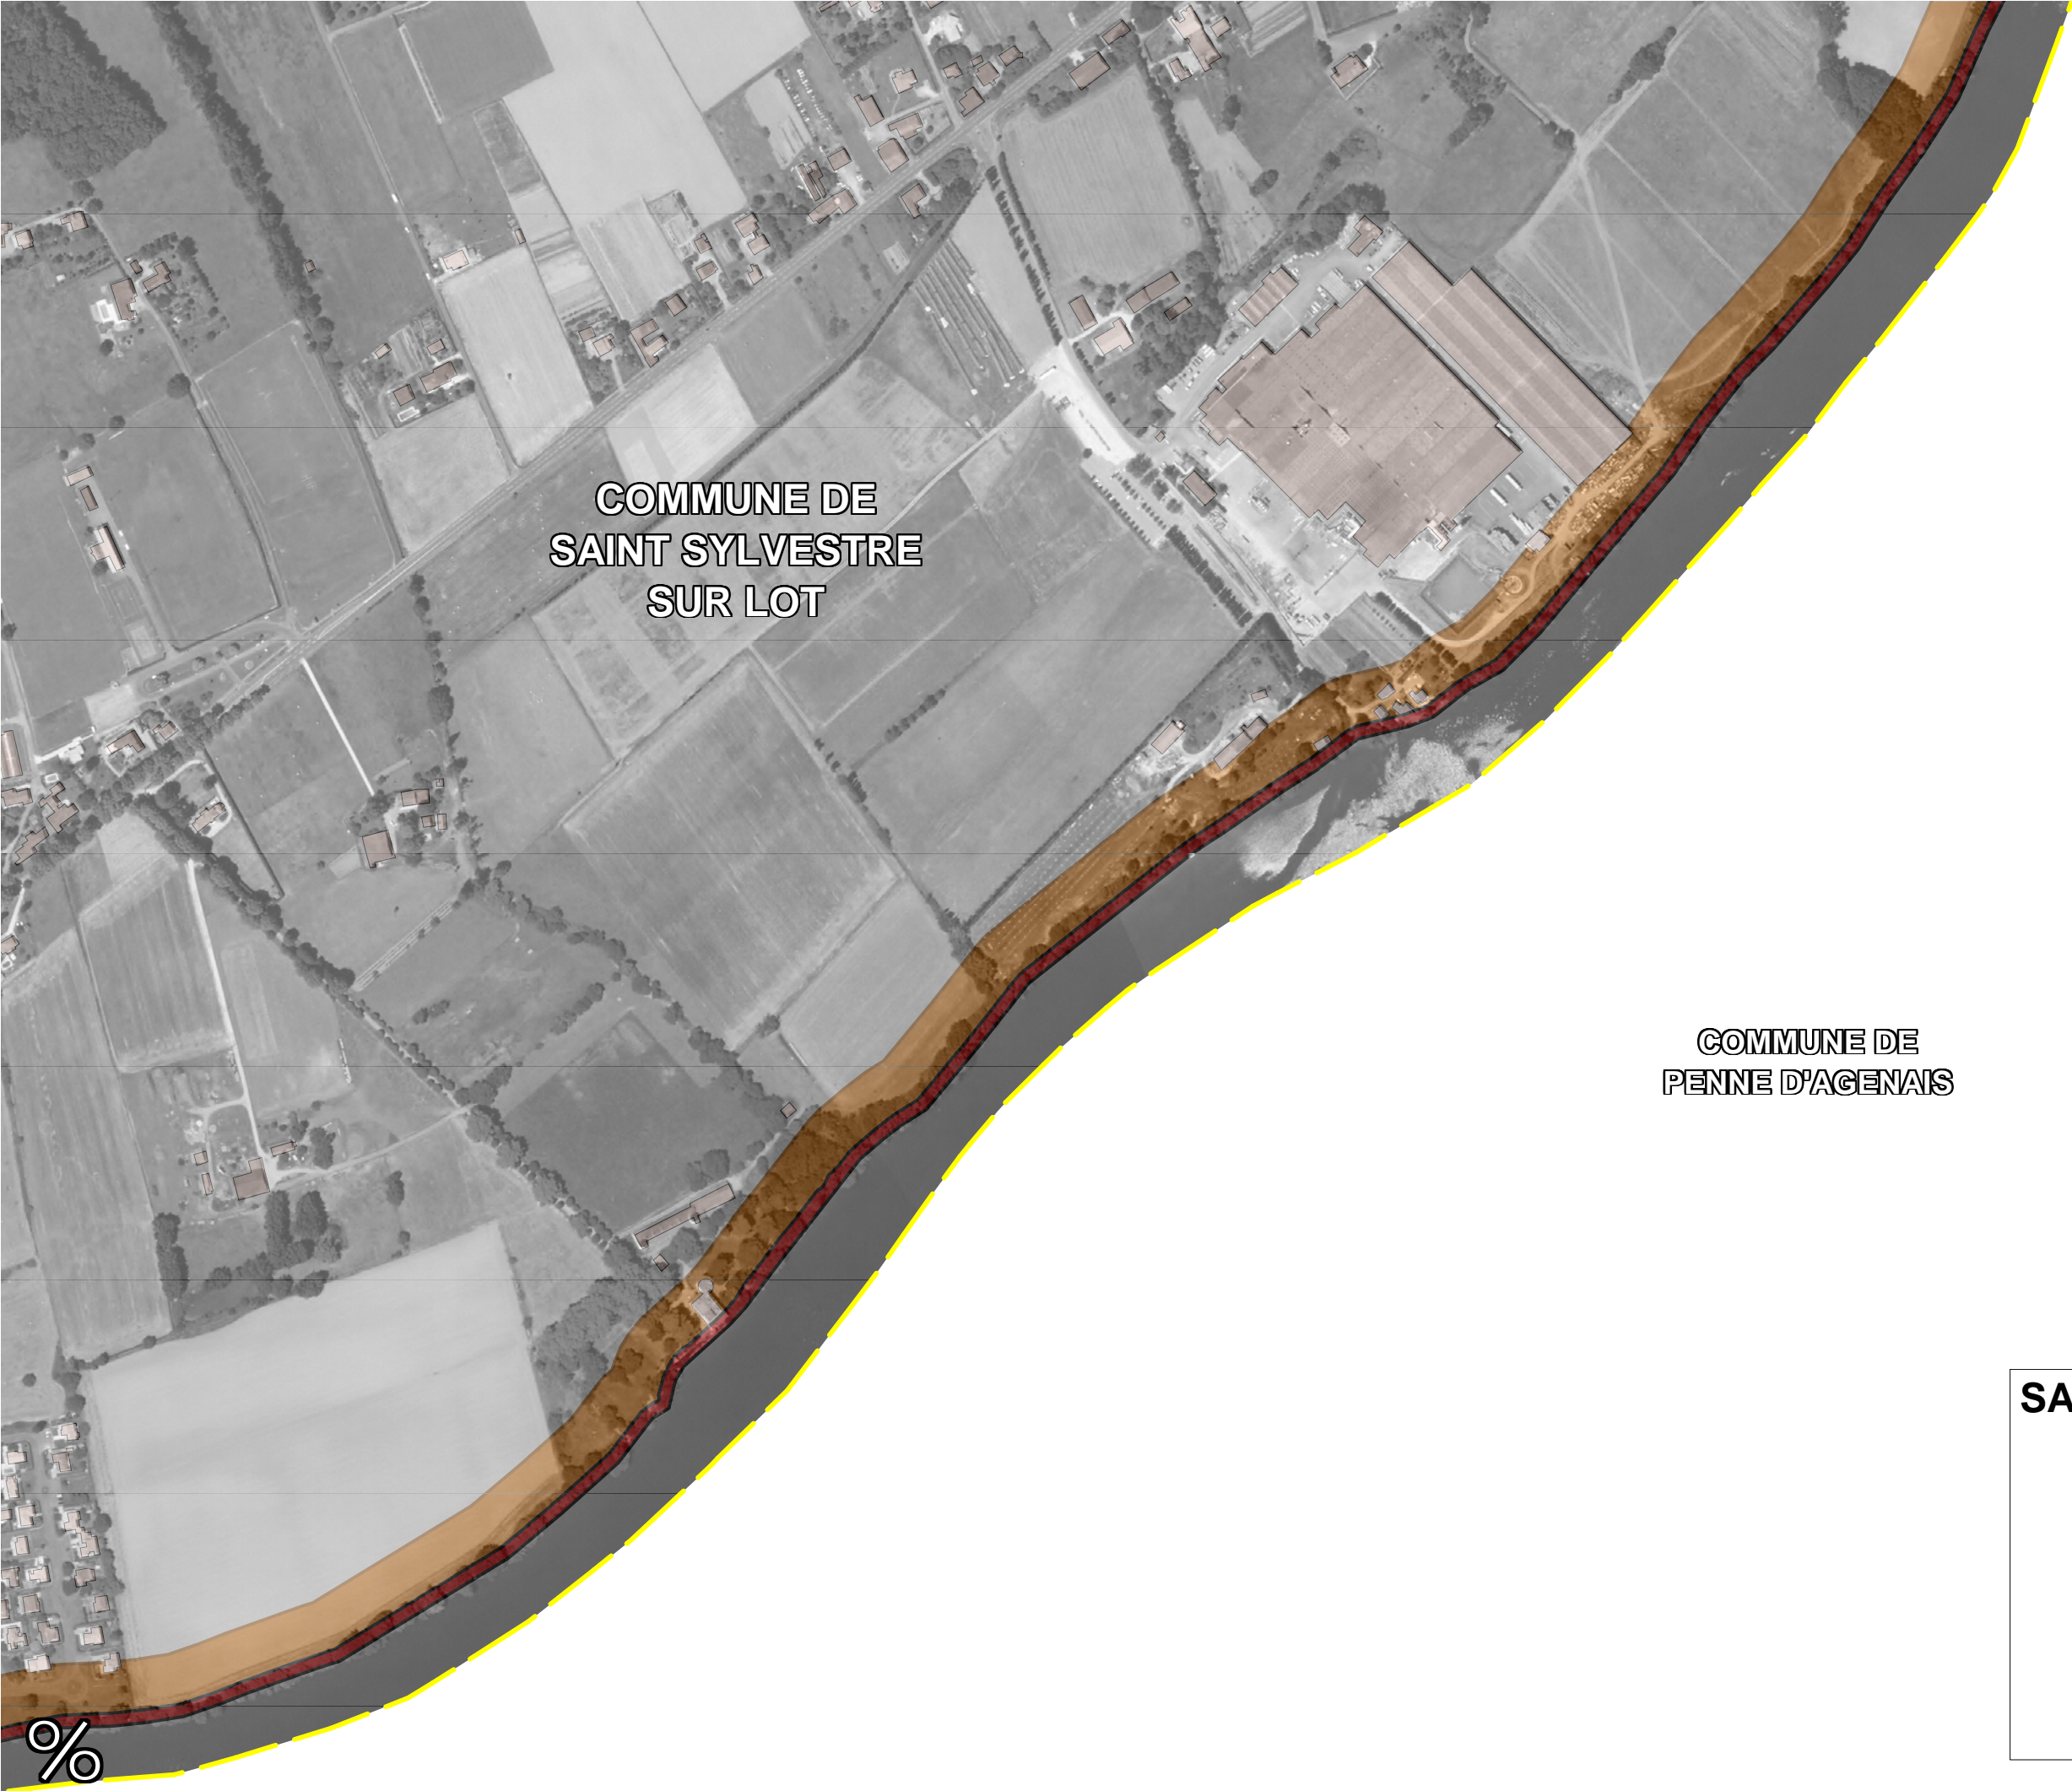 COMMUNE DE
SAINT SYLVESTRE
SUR LOT
COMMUNE DE
PENNE D'AGENAIS
SA
%